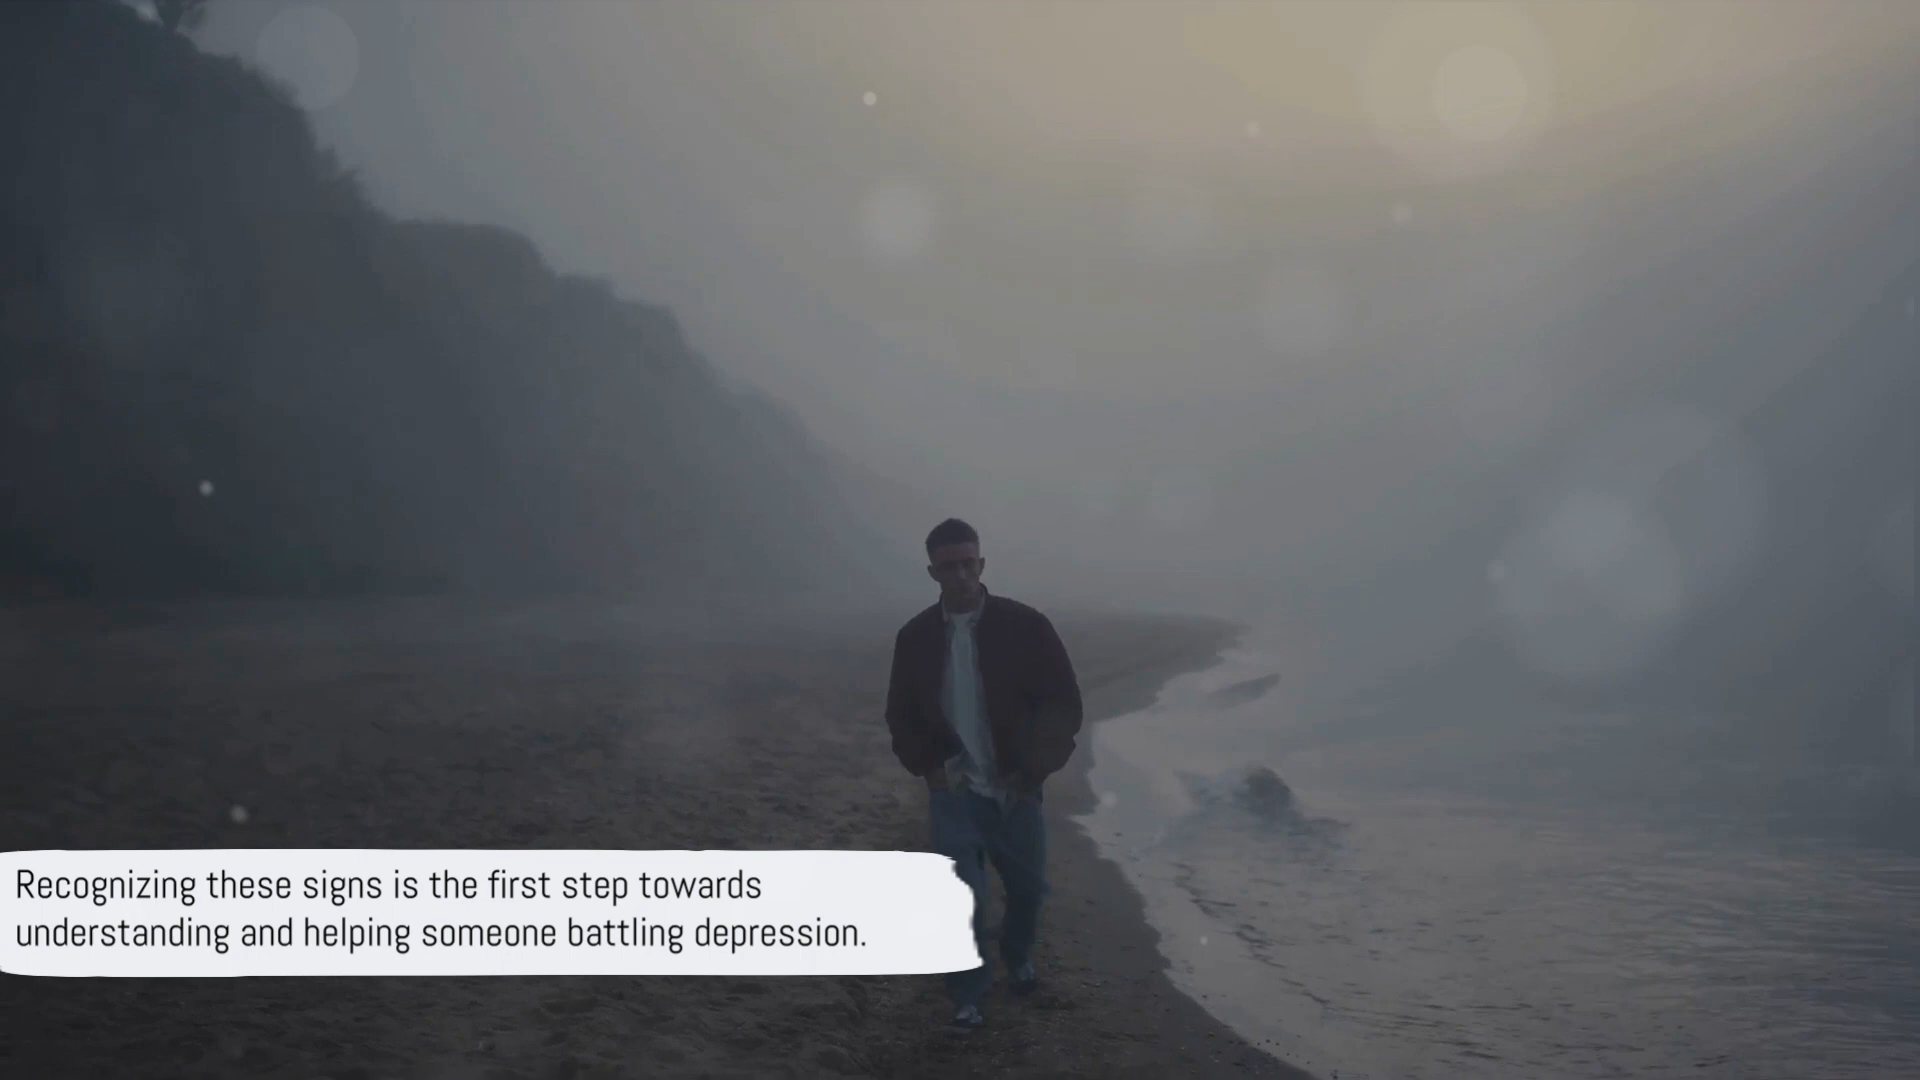 Recognizing these signs is the first step towards
understanding and helping someone battling depression.